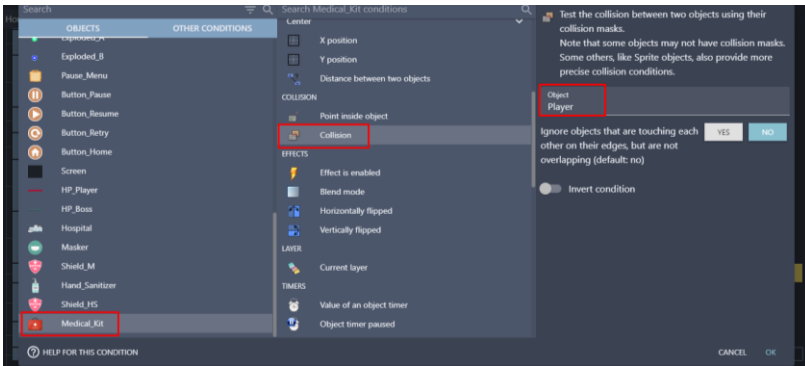 Search
OBJECTS
OTHER CONDITIONS
Exploded_A
Exploded_B
Pause_Menu
Button_Pause
Button_Resume
Button_Retry
Button_Home
Screen
HP_Player
HP_Boss
Hospital
Masker
Shield_M
Hand_Sanitizer
Shield_HS
Medical_Kit
HELP FOR THIS CONDITION
Search Medical_Kit conditions
Center
X position
Y position
Distance between two objects
COLLISION
Point inside object
Collision
EFFECTS
Effect is enabled
Blend mode
Horizontally flipped
Vertically flipped
LAYER
Current layer
TIMERS
Value of an object timer
Object timer paused
Test the collision between two objects using their
collision masks.
Note that some objects may not have collision masks.
Some others, like Sprite objects, also provide more
precise collision conditions.
Object
Player
Ignore objects that are touching each
other on their edges, but are not
overlapping (default: no)
YES
NO
Invert condition
CANCEL
OK